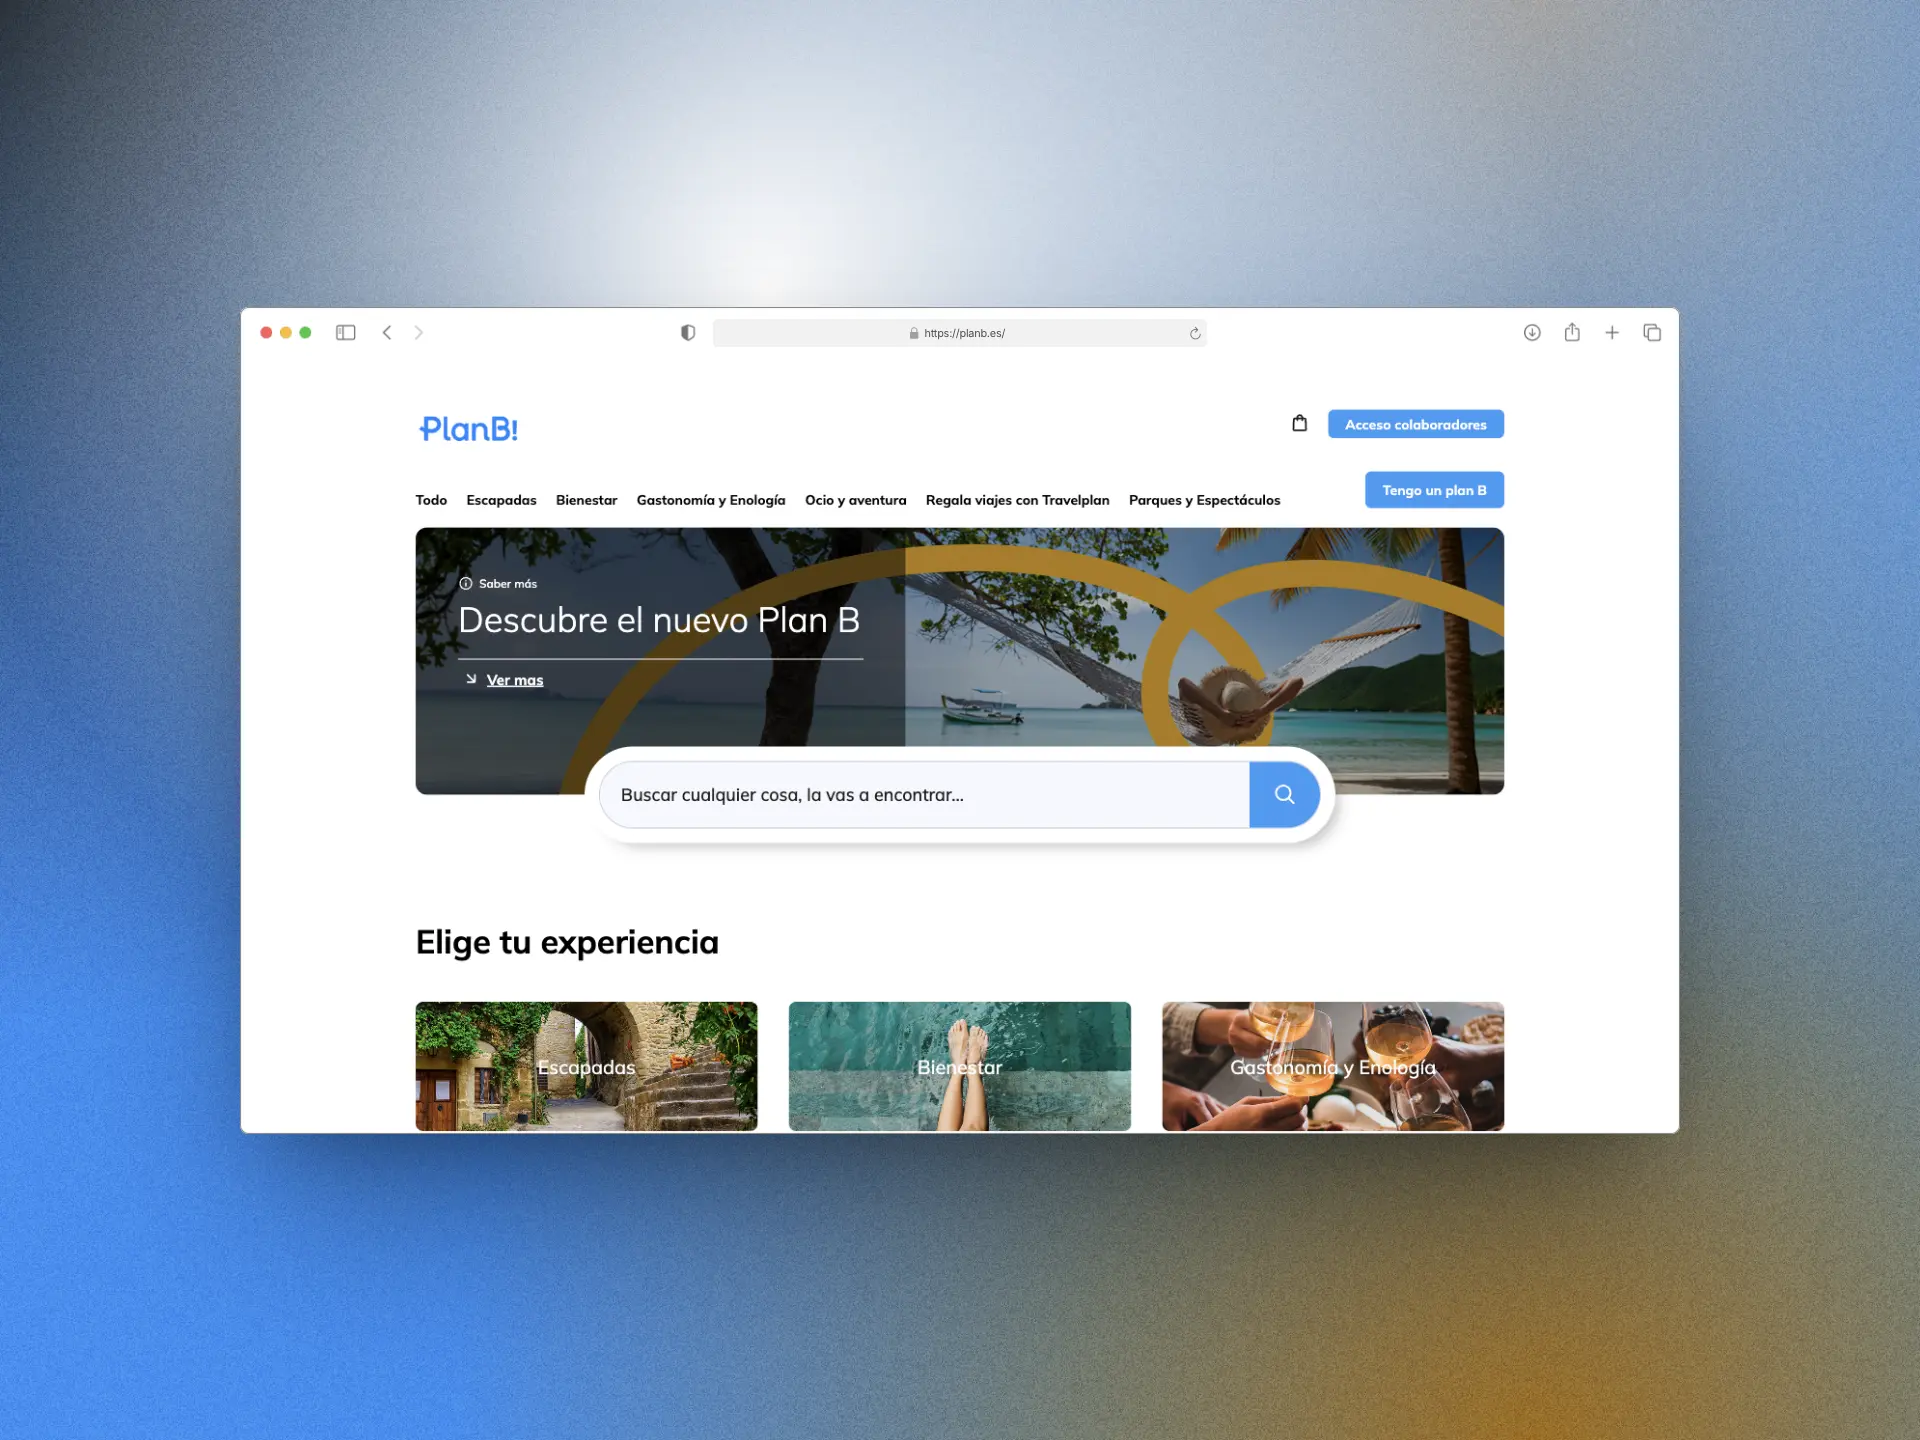 https://planb.es/
PlanB!
Acceso colaboradores
Todo Escapadas Bienestar Gastonomía y Enología Ocio y aventura Regala viajes con Travelplan Parques y Espectáculos
Tengo un plan B
Saber más
Descubre el nuevo Plan B
Ver mas
Buscar cualquier cosa, la vas a encontrar...
Elige tu experiencia
Escapadas
Bienestar
Gastonomía y Enología